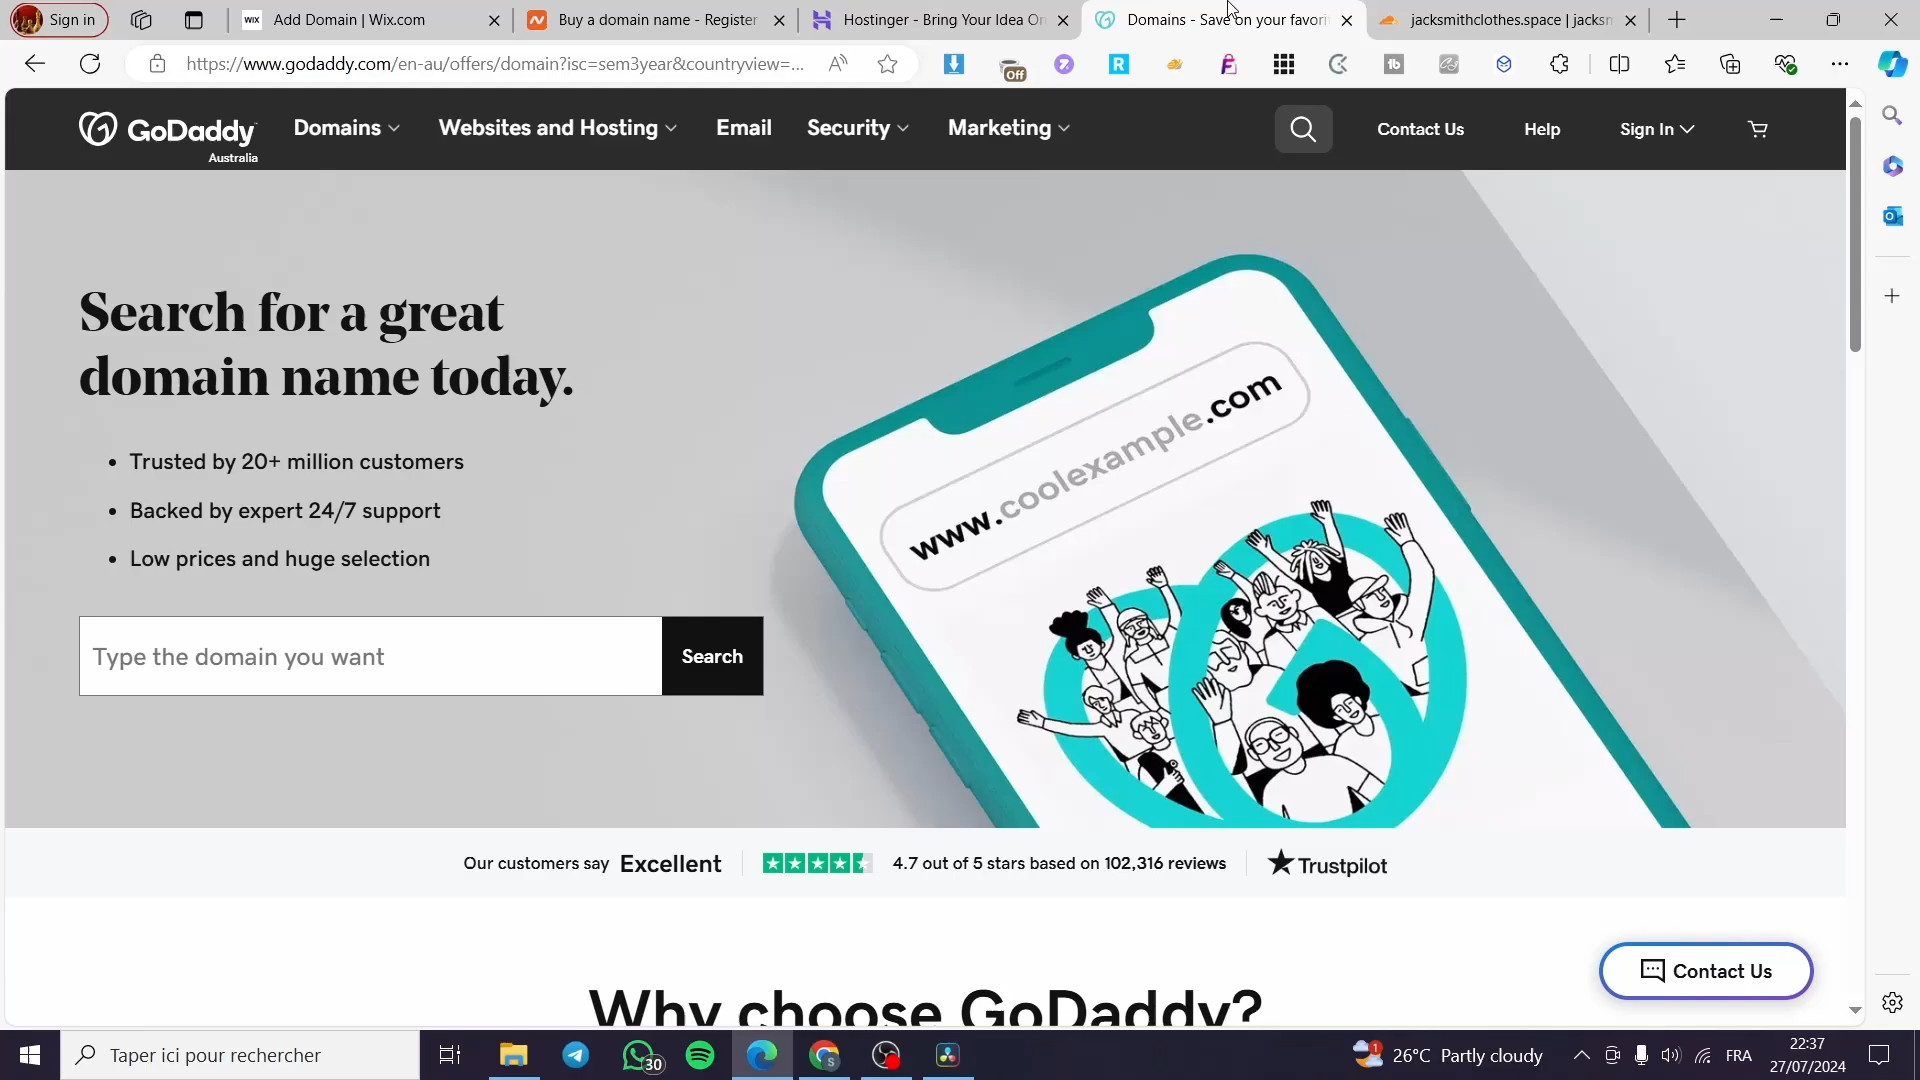 Sign in
WIX
Add Domain | Wix.com
Buy a domain name - Register
Hostinger - Bring Your Idea On
Domains - Save on your favori
jacksmithclothes.space | jacksm
https://www.godaddy.com/en-au/offers/domain?isc=sem3year&countryview=...
Off
GoDaddy
Australia
Domains
Websites and Hosting
Email
Security
Marketing
Contact Us
Help
Sign In
Search for a great
domain name today.
• Trusted by 20+ million customers
• Backed by expert 24/7 support
• Low prices and huge selection
Type the domain you want
Search
www.coolexample.com
Our customers say Excellent
4.7 out of 5 stars based on 102,316 reviews
Trustpilot
Why choose GoDaddy?
Contact Us
Taper ici pour rechercher
30
1
26°C Partly cloudy
FRA
22:37
27/07/2024